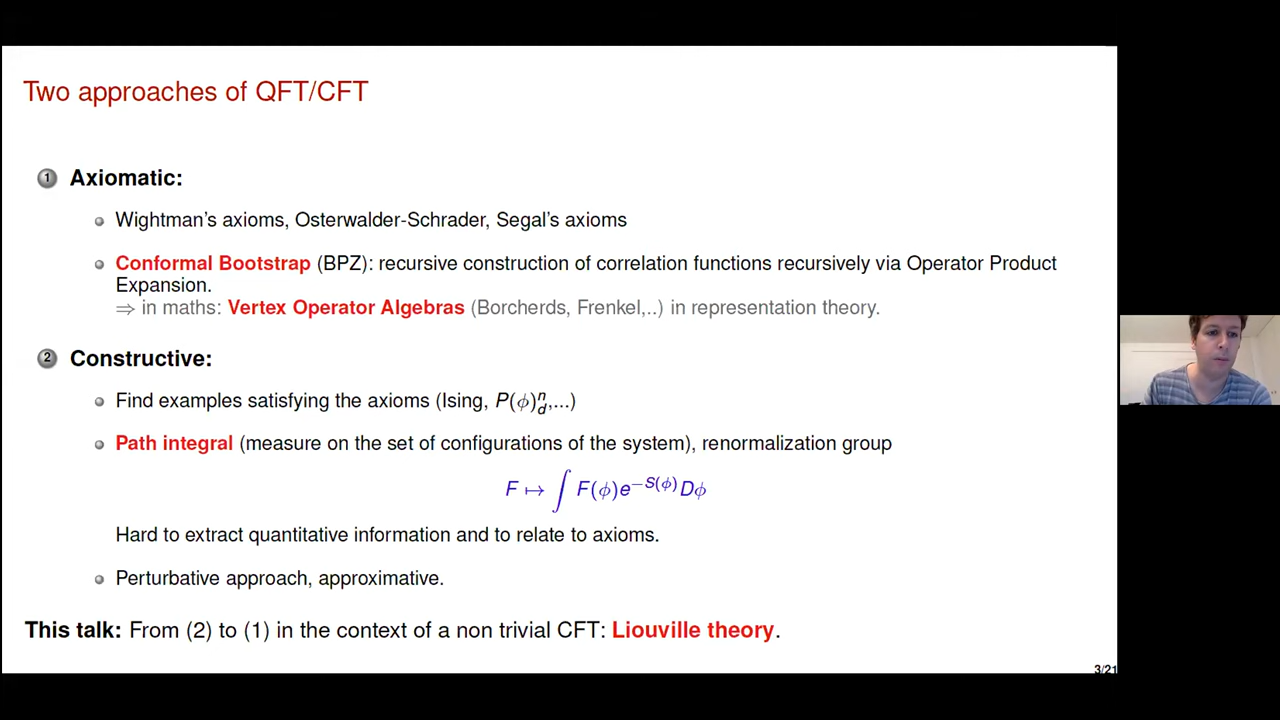 Two approaches of QFT/CFT
1 Axiomatic:
Wightman's axioms, Osterwalder-Schrader, Segal's axioms
Conformal Bootstrap (BPZ): recursive construction of correlation functions recursively via Operator Product
Expansion.
⇒ in maths: Vertex Operator Algebras (Borcherds, Frenkel,..) in representation theory.
2 Constructive:
Find examples satisfying the axioms (Ising, P(ϕ)ⁿ_d,...)
Path integral (measure on the set of configurations of the system), renormalization group
F ↦ ∫ F(ϕ)e^{−S(ϕ)} Dϕ
Hard to extract quantitative information and to relate to axioms.
Perturbative approach, approximative.
This talk: From (2) to (1) in the context of a non trivial CFT: Liouville theory.
3/21